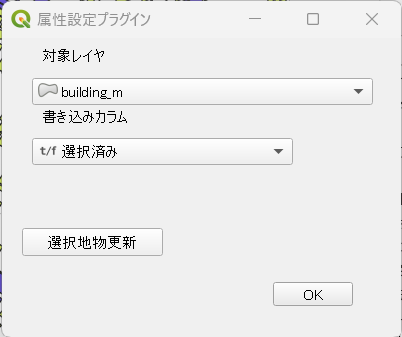 属性設定プラグイン
対象レイヤ
building_m
書き込みカラム
t/f 選択済み
選択地物更新
OK